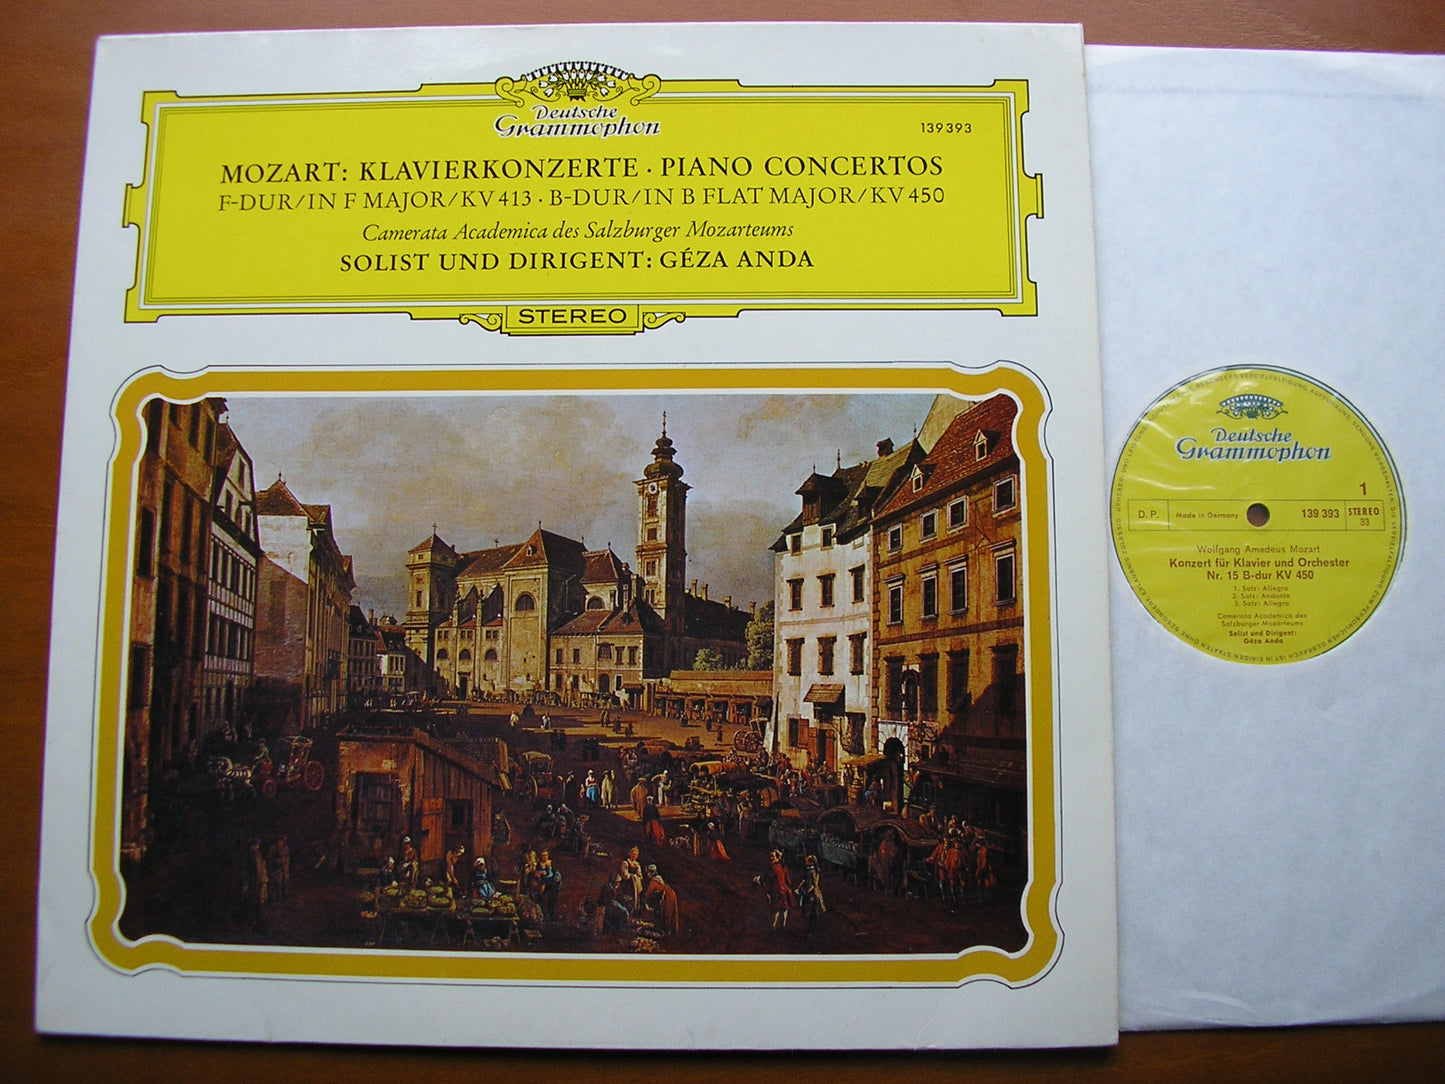 Deutsche
Grammophon
139 393
MOZART: KLAVIERKONZERTE · PIANO CONCERTOS
F-DUR/IN F MAJOR/KV 413 · B-DUR/IN B FLAT MAJOR/KV 450
Camerata Academica des Salzburger Mozarteums
SOLIST UND DIRIGENT: GÉZA ANDA
STEREO
Deutsche
Grammophon
1
D.P.
Made in Germany
139 393
STEREO
33
Wolfgang Amadeus Mozart
Konzert für Klavier und Orchester
Nr. 15 B-dur KV 450
1. Satz: Allegro
2. Satz: Andante
3. Satz: Allegro
Camerata Academica des
Salzburger Mozarteums
Solist und Dirigent:
Géza Anda